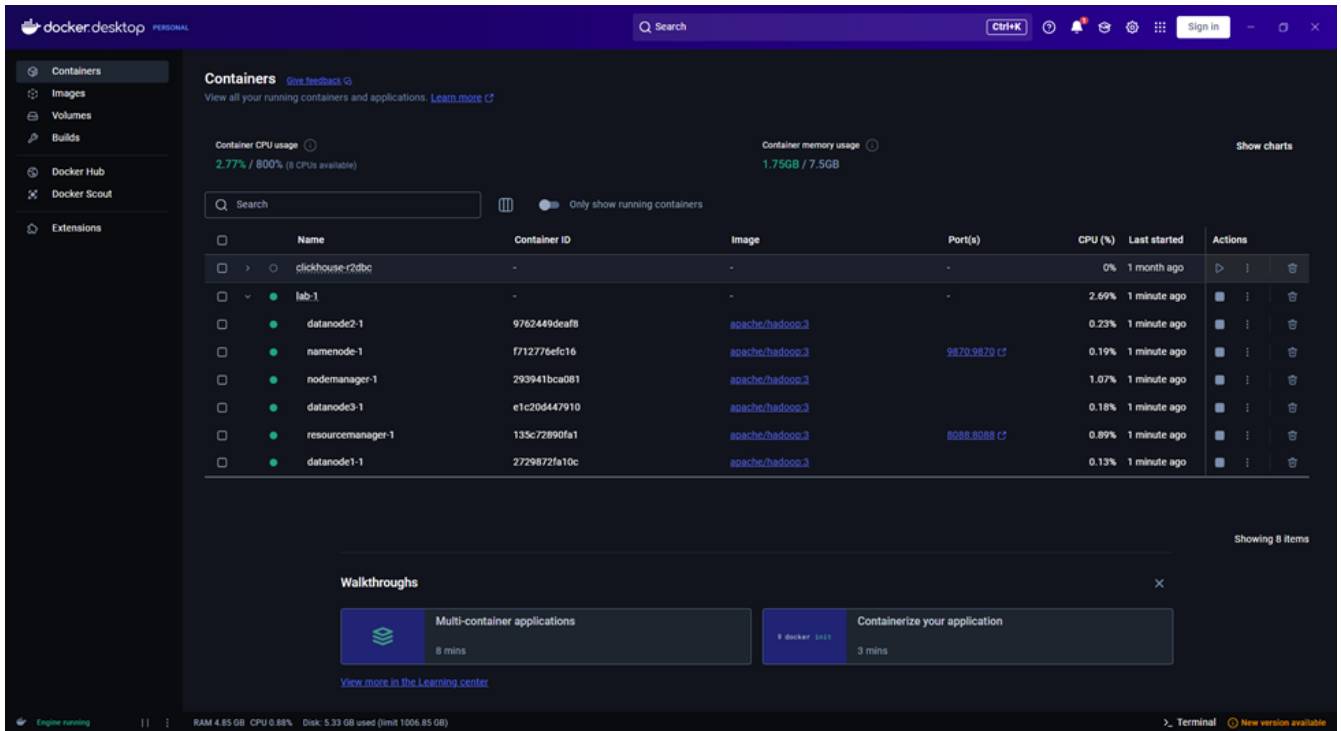 docker.desktop PERSONAL
Search
Ctrl+K
Sign in
Containers
Images
Volumes
Builds
Docker Hub
Docker Scout
Extensions
Containers Give feedback
View all your running containers and applications. Learn more
Container CPU usage
2.77% / 800% (8 CPUs available)
Container memory usage
1.75GB / 7.5GB
Show charts
Search
Only show running containers
Name Container ID Image Port(s) CPU (%) Last started Actions
clickhouse-r2dbc - - - 0% 1 month ago
lab-1 - - - 2.69% 1 minute ago
datanode2-1 9762449deaf8 apache/hadoop:3 0.23% 1 minute ago
namenode-1 f712776efc16 apache/hadoop:3 9870:9870 0.19% 1 minute ago
nodemanager-1 293941bca081 apache/hadoop:3 1.07% 1 minute ago
datanode3-1 e1c20d447910 apache/hadoop:3 0.18% 1 minute ago
resourcemanager-1 135c72890fa1 apache/hadoop:3 8088:8088 0.89% 1 minute ago
datanode1-1 2729872fa10c apache/hadoop:3 0.13% 1 minute ago
Showing 8 items
Walkthroughs
Multi-container applications
8 mins
$ docker init
Containerize your application
3 mins
View more in the Learning center
Engine running
RAM 4.85 GB CPU 0.88% Disk: 5.33 GB used (limit 1006.85 GB)
>_ Terminal
New version available